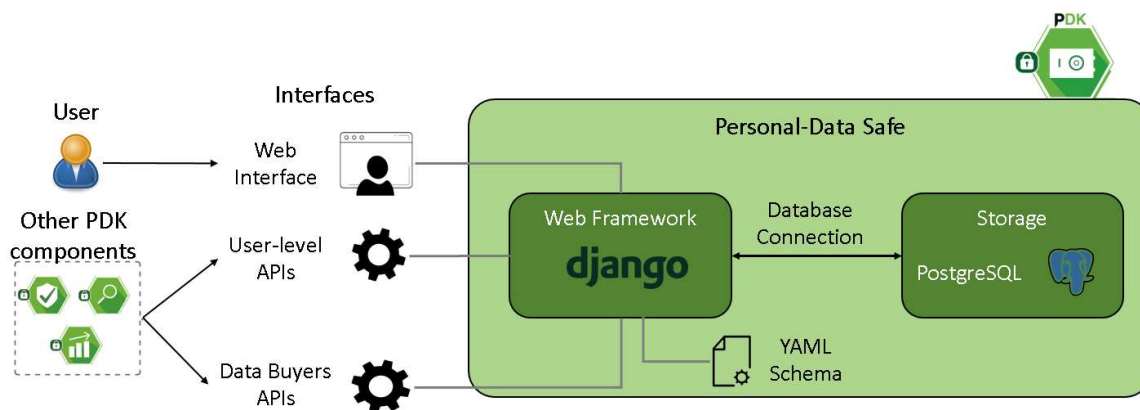 PDK
User
Interfaces
Personal-Data Safe
Web
Interface
Other PDK
components
Web Framework
django
Database
Connection
Storage
PostgreSQL
User-level
APIs
Data Buyers
APIs
YAML
Schema